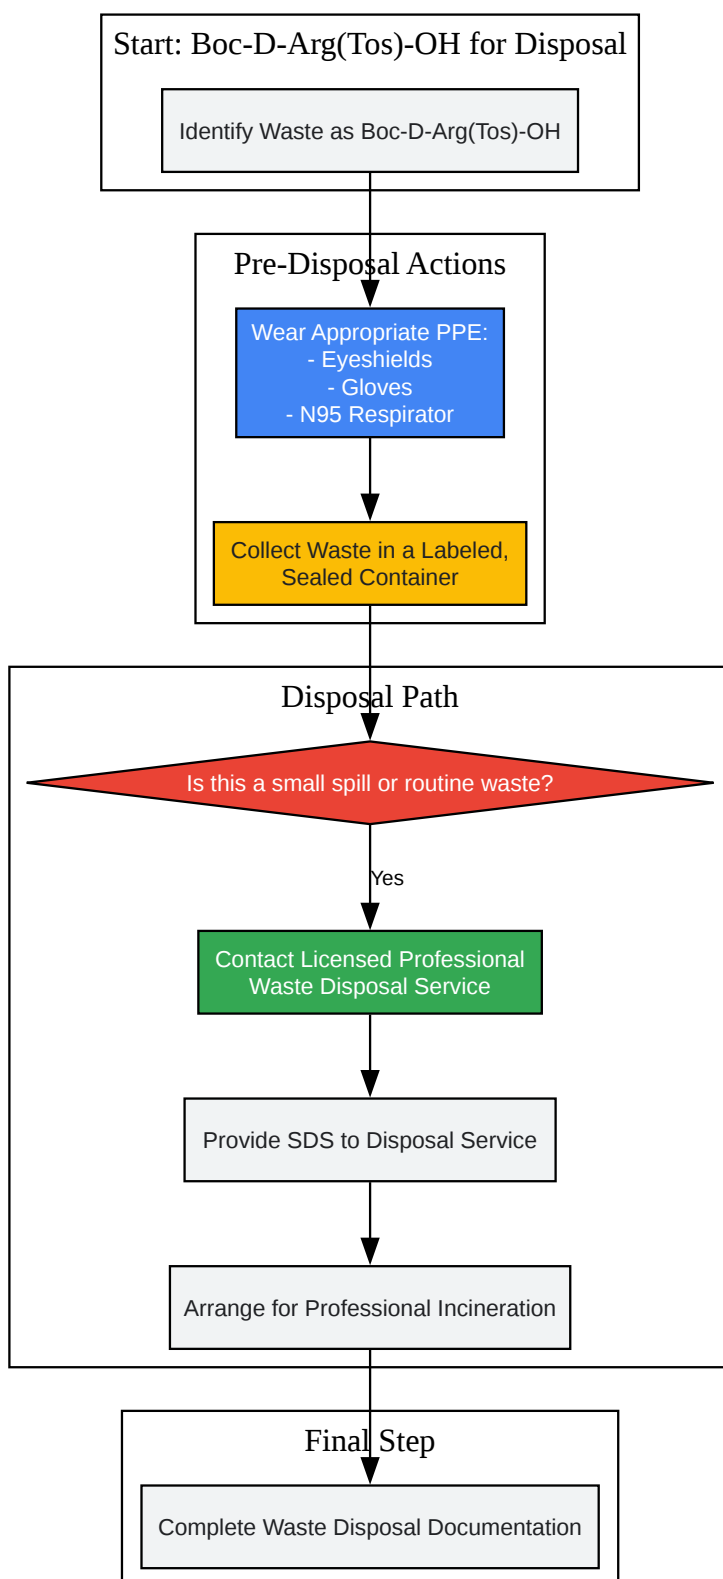 Start: Boc-D-Arg(Tos)-OH for Disposal
Identify Waste as Boc-D-Arg(Tos)-OH
Pre-Disposal Actions
Wear Appropriate PPE:
- Eyeshields
- Gloves
- N95 Respirator
Collect Waste in a Labeled,
Sealed Container
Disposal Path
Is this a small spill or routine waste?
Yes
Contact Licensed Professional
Waste Disposal Service
Provide SDS to Disposal Service
Arrange for Professional Incineration
Final Step
Complete Waste Disposal Documentation